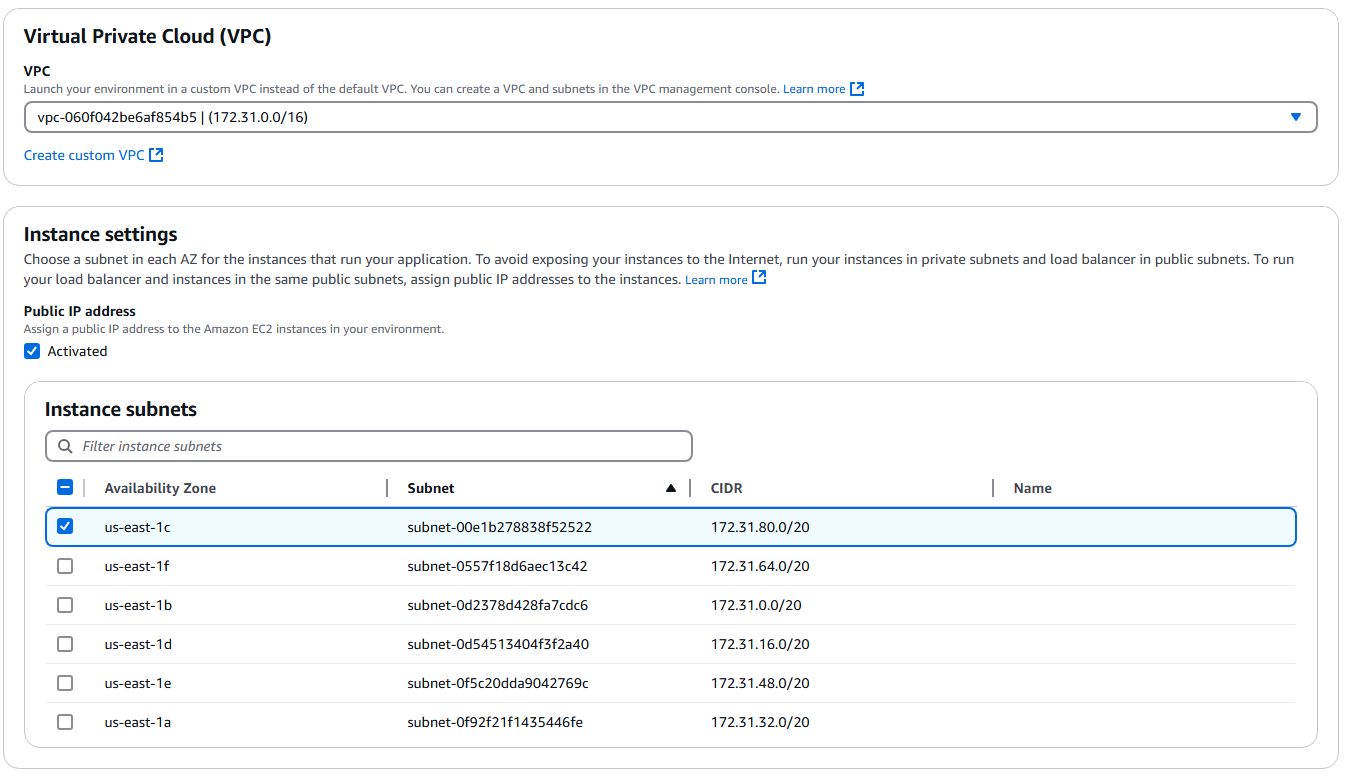 Virtual Private Cloud (VPC)
VPC
Launch your environment in a custom VPC instead of the default VPC. You can create a VPC and subnets in the VPC management console. Learn more
vpc-060f042be6af854b5 | (172.31.0.0/16)
Create custom VPC
Instance settings
Choose a subnet in each AZ for the instances that run your application. To avoid exposing your instances to the Internet, run your instances in private subnets and load balancer in public subnets. To run
your load balancer and instances in the same public subnets, assign public IP addresses to the instances. Learn more
Public IP address
Assign a public IP address to the Amazon EC2 instances in your environment.
Activated
Instance subnets
Filter instance subnets
Availability Zone Subnet CIDR Name
us-east-1c subnet-00e1b278838f52522 172.31.80.0/20
us-east-1f subnet-0557f18d6aec13c42 172.31.64.0/20
us-east-1b subnet-0d2378d428fa7cdc6 172.31.0.0/20
us-east-1d subnet-0d54513404f3f2a40 172.31.16.0/20
us-east-1e subnet-0f5c20dda9042769c 172.31.48.0/20
us-east-1a subnet-0f92f21f1435446fe 172.31.32.0/20